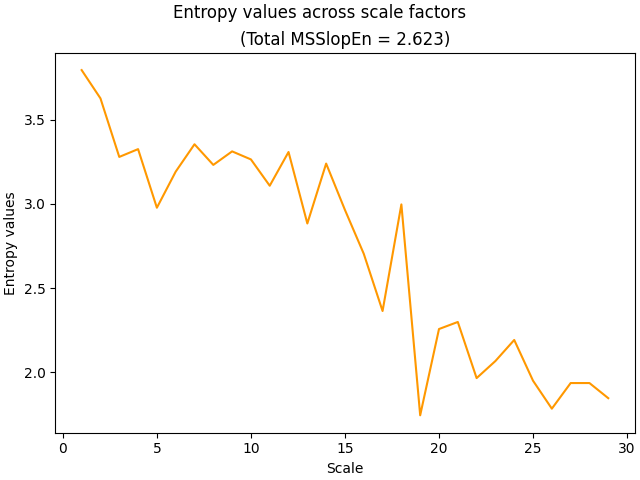 Entropy values across scale factors
(Total MSSlopEn = 2.623)
3.5
3.0
2.5
2.0
Entropy values
0 5 10 15 20 25 30
Scale